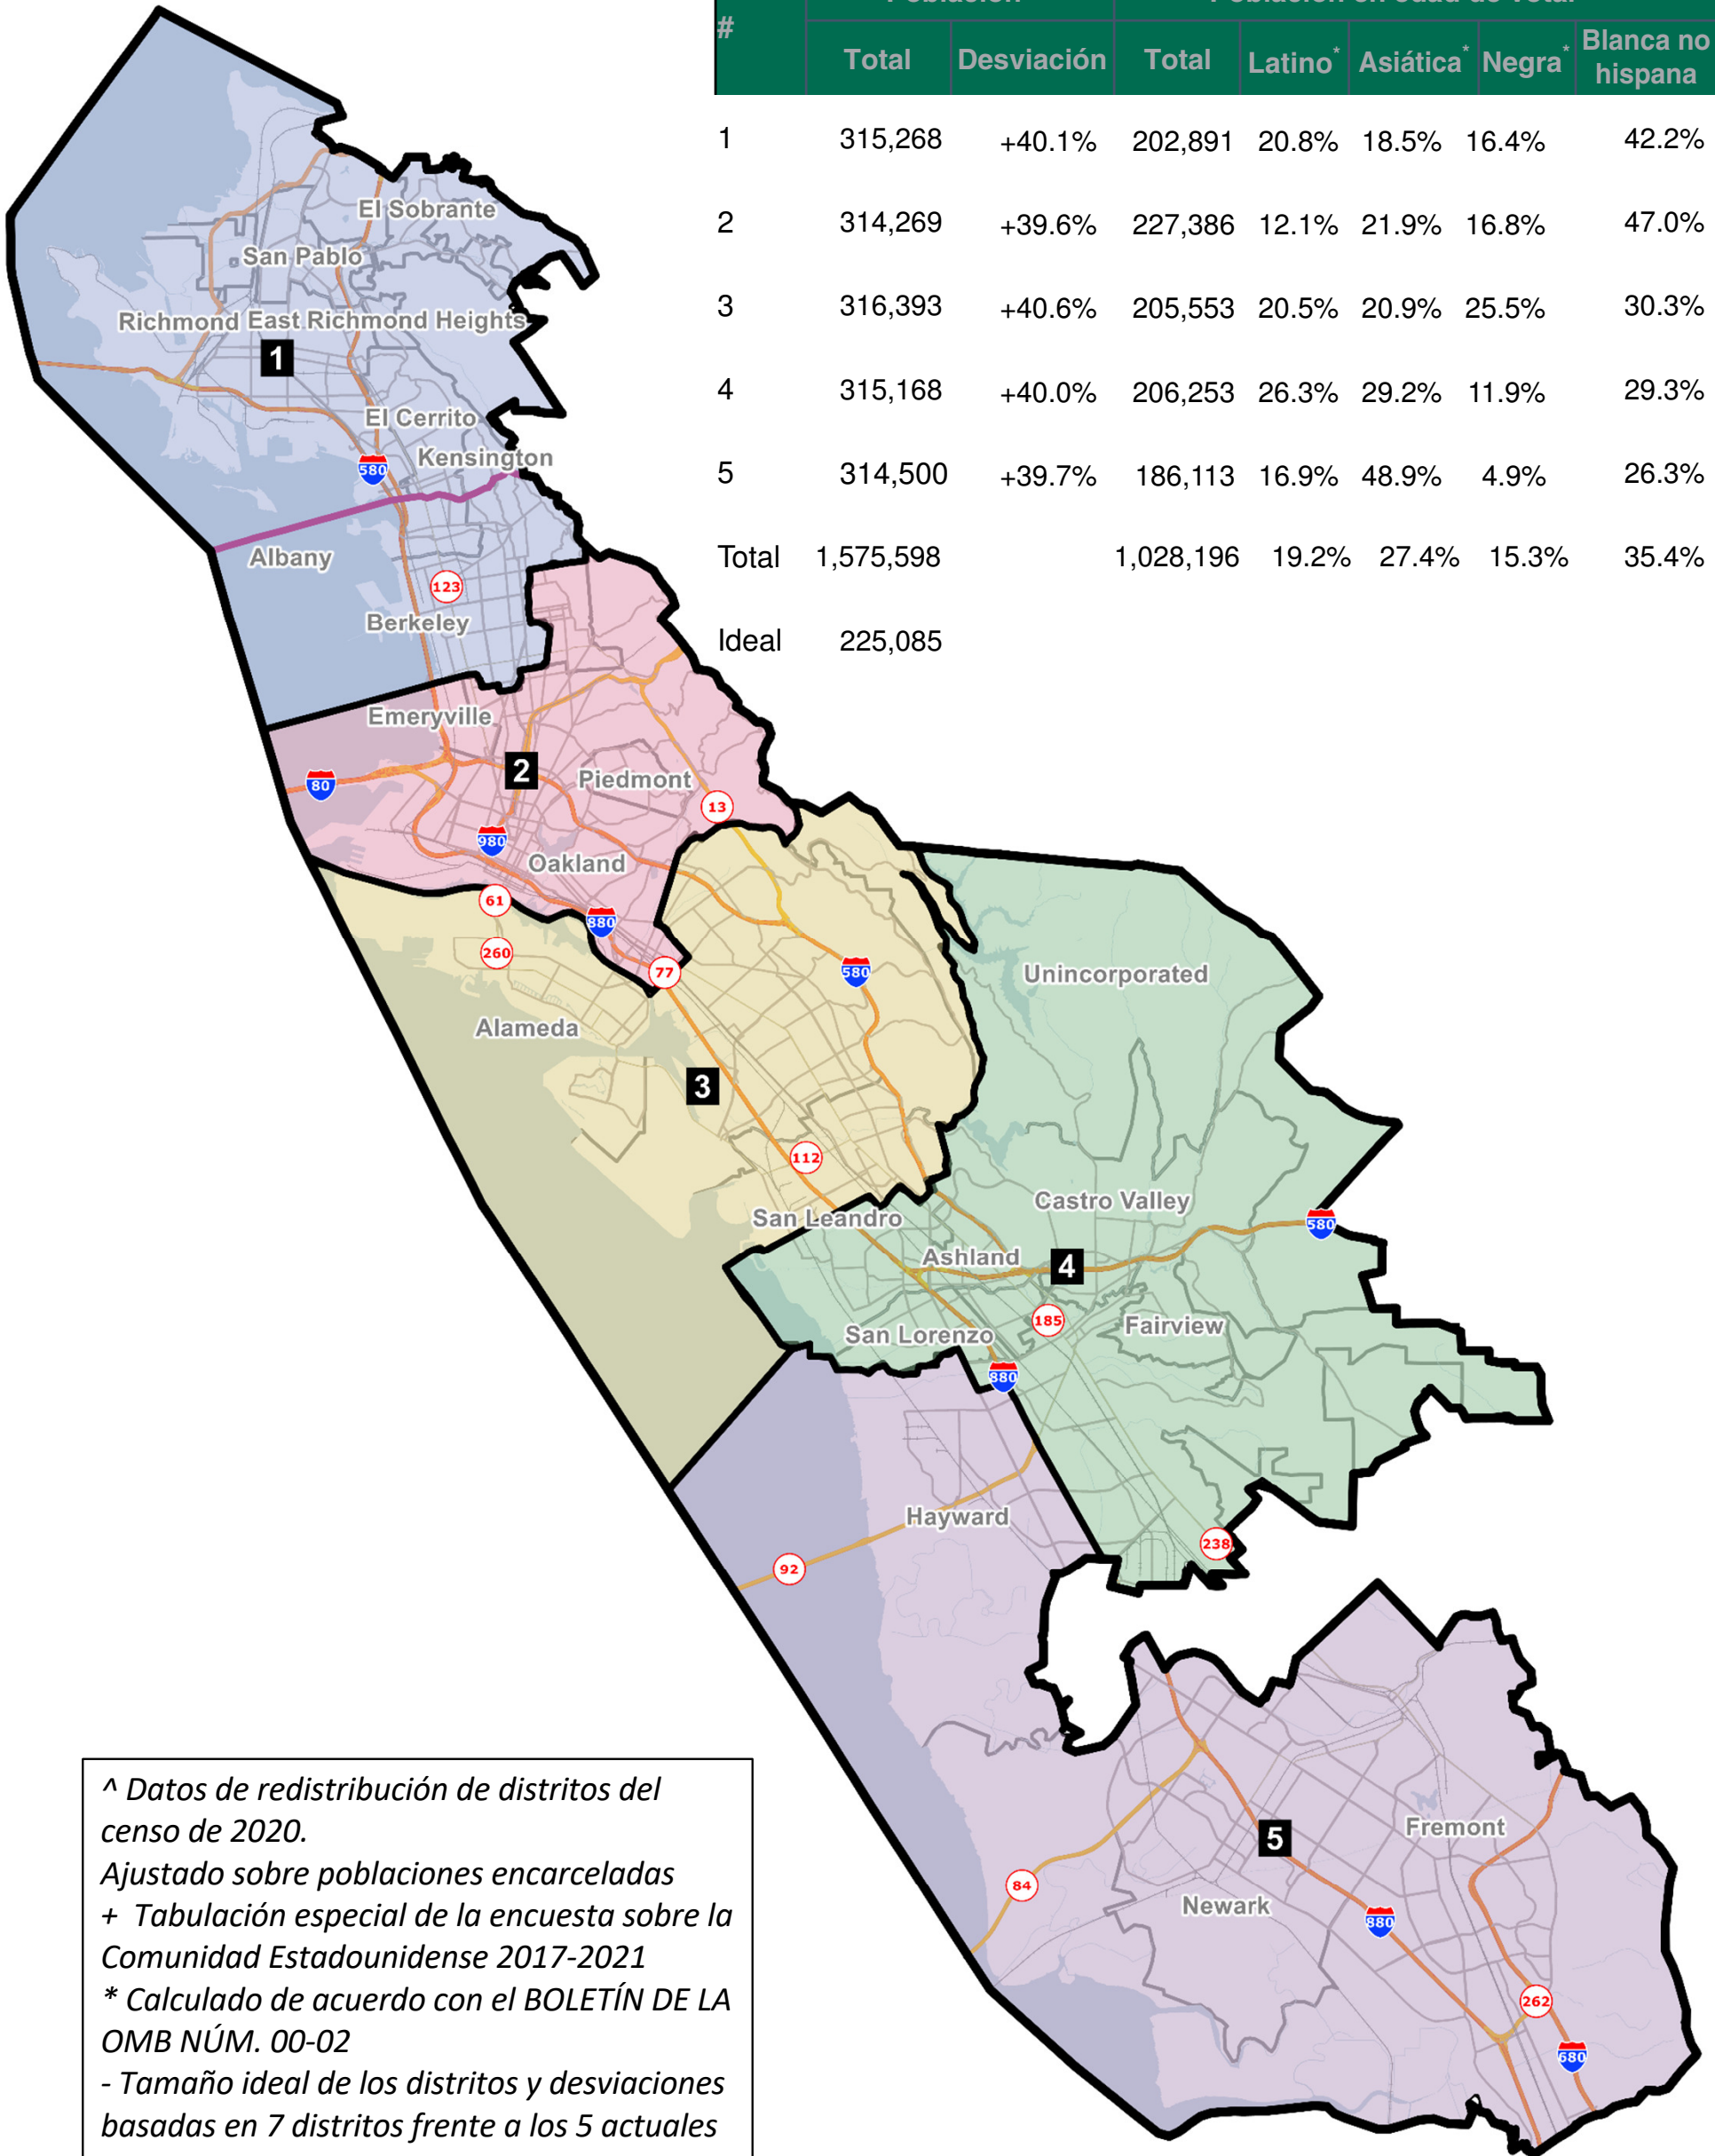 #
Total Desviación Total Latino* Asiática* Negra* Blanca no hispana
1 315,268 +40.1% 202,891 20.8% 18.5% 16.4% 42.2%
2 314,269 +39.6% 227,386 12.1% 21.9% 16.8% 47.0%
3 316,393 +40.6% 205,553 20.5% 20.9% 25.5% 30.3%
4 315,168 +40.0% 206,253 26.3% 29.2% 11.9% 29.3%
5 314,500 +39.7% 186,113 16.9% 48.9% 4.9% 26.3%
Total 1,575,598 1,028,196 19.2% 27.4% 15.3% 35.4%
Ideal 225,085
El Sobrante
San Pablo
Richmond East Richmond Heights
1
El Cerrito
Kensington
580
Albany
123
Berkeley
Emeryville
2
Piedmont
80
13
980
Oakland
61
880
260
77
580
Unincorporated
Alameda
3
112
Castro Valley
San Leandro
580
Ashland
4
185
Fairview
San Lorenzo
880
Hayward
238
92
Fremont
5
84
Newark
880
262
680
^ Datos de redistribución de distritos del
censo de 2020.
Ajustado sobre poblaciones encarceladas
+ Tabulación especial de la encuesta sobre la
Comunidad Estadounidense 2017-2021
* Calculado de acuerdo con el BOLETÍN DE LA
OMB NÚM. 00-02
- Tamaño ideal de los distritos y desviaciones
basadas en 7 distritos frente a los 5 actuales